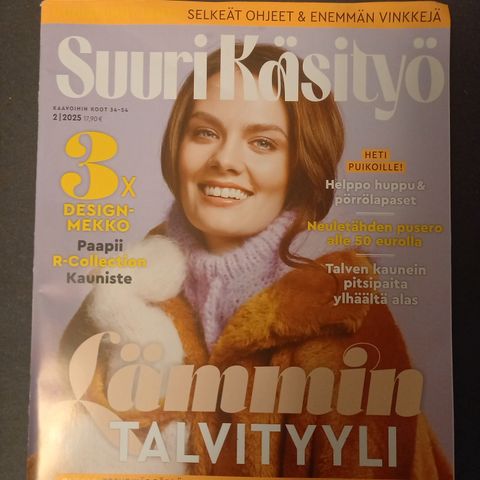 SELKEÄT OHJEET & ENEMMÄN VINKKEJÄ
Suuri Käsityö
KAAVOIHIN KOOT 34-54
2|2025 17,90 €
3X
DESIGN-
MEKKO
Paapii
R-Collection
Kauniste
HETI
PUIKOILLE!
Helppo huppu &
pörrölapaset
Neuletähden pusero
alle 50 eurolla
Talven kaunein
pitsipaita
ylhäältä alas
Lämmin
TALVITYYLI